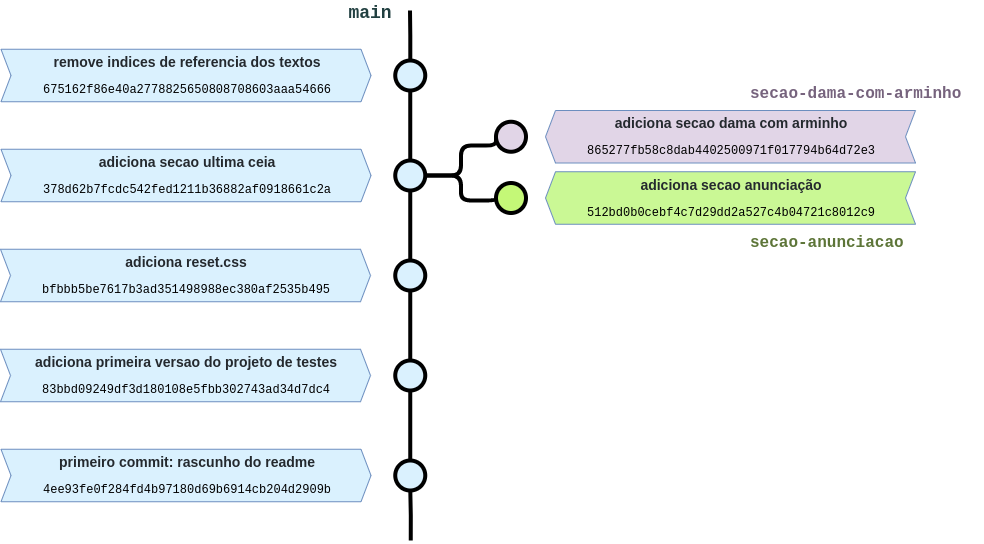 main
remove indices de referencia dos textos
675162f86e40a2778825650808708603aaa54666
secao-dama-com-arminho
adiciona secao dama com arminho
865277fb58c8dab4402500971f017794b64d72e3
adiciona secao ultima ceia
378d62b7fcdc542fed1211b36882af0918661c2a
adiciona secao anunciação
512bd0b0cebf4c7d29dd2a527c4b04721c8012c9
secao-anunciacao
adiciona reset.css
bfbbb5be7617b3ad351498988ec380af2535b495
adiciona primeira versao do projeto de testes
83bbd09249df3d180108e5fbb302743ad34d7dc4
primeiro commit: rascunho do readme
4ee93fe0f284fd4b97180d69b6914cb204d2909b